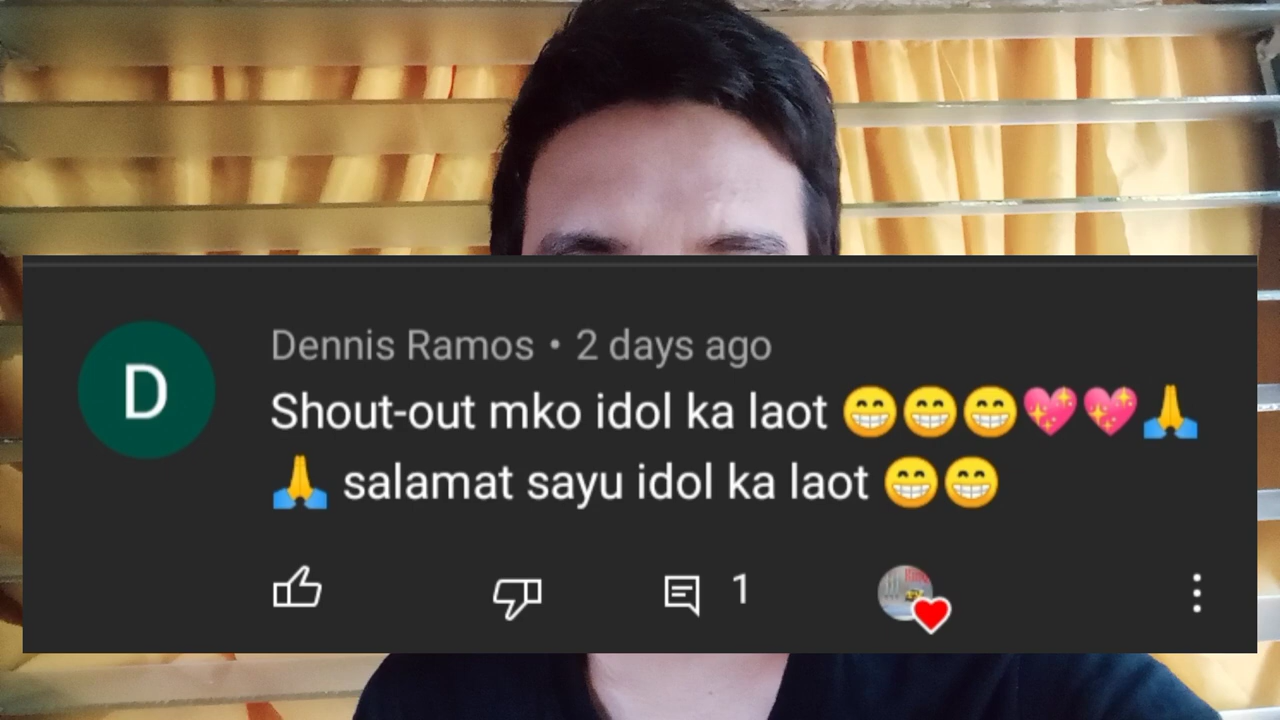 D
Dennis Ramos • 2 days ago
Shout-out mko idol ka laot 😁😁😁💖💖🙏
🙏 salamat sayu idol ka laot 😁😁
1